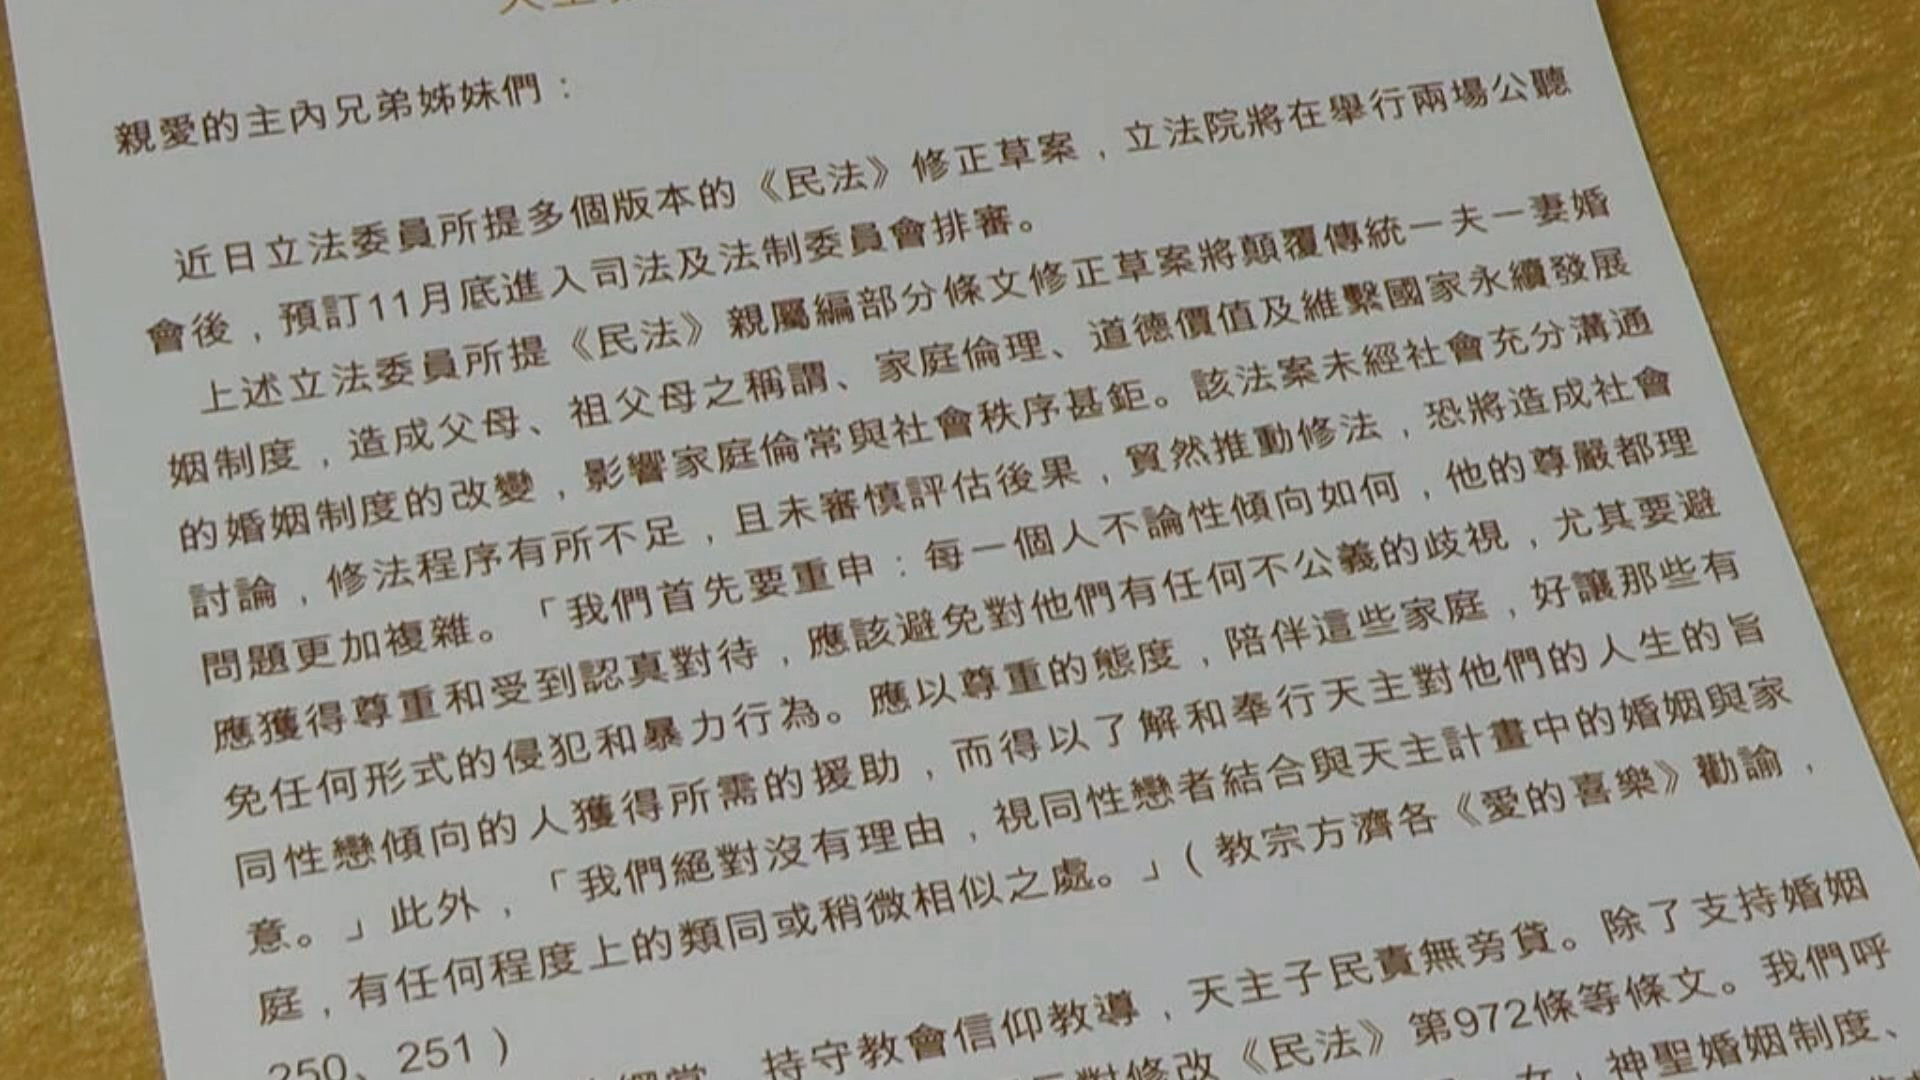 天主
親愛的主內兄弟姊妹們：
近日立法委員所提多個版本的《民法》修正草案，立法院將在舉行兩場公聽
會後，預訂11月底進入司法及法制委員會排審。
上述立法委員所提《民法》親屬編部分條文修正草案將顛覆傳統一夫一妻婚
姻制度，造成父母、祖父母之稱謂、家庭倫理、道德價值及維繫國家永續發展
的婚姻制度的改變，影響家庭倫常與社會秩序甚鉅。該法案未經社會充分溝通
討論，修法程序有所不足，且未審慎評估後果，貿然推動修法，恐將造成社會
問題更加複雜。「我們首先要重申：每一個人不論性傾向如何，他的尊嚴都理
應獲得尊重和受到認真對待，應該避免對他們有任何不公義的歧視，尤其要避
免任何形式的侵犯和暴力行為。應以尊重的態度，陪伴這些家庭，好讓那些有
同性戀傾向的人獲得所需的援助，而得以了解和奉行天主對他們的人生的旨
意。」此外，「我們絕對沒有理由，視同性戀者結合與天主計畫中的婚姻與家
庭，有任何程度上的類同或稍微相似之處。」（教宗方濟各《愛的喜樂》勸諭，
250、251）
持守教會信仰教導，天主子民責無旁貸。除了支持婚姻
反對修改《民法》第972條等條文。我們呼
女」神聖婚姻制度、